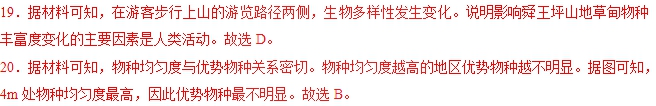 19．据材料可知，在游客步行上山的游览路径两侧，生物多样性发生变化。说明影响舜王坪山地草甸物种
丰富度变化的主要因素是人类活动。故选 D。
20．据材料可知，物种均匀度与优势物种关系密切。物种均匀度越高的地区优势物种越不明显。据图可知，
4m 处物种均匀度最高，因此优势物种最不明显。故选 B。